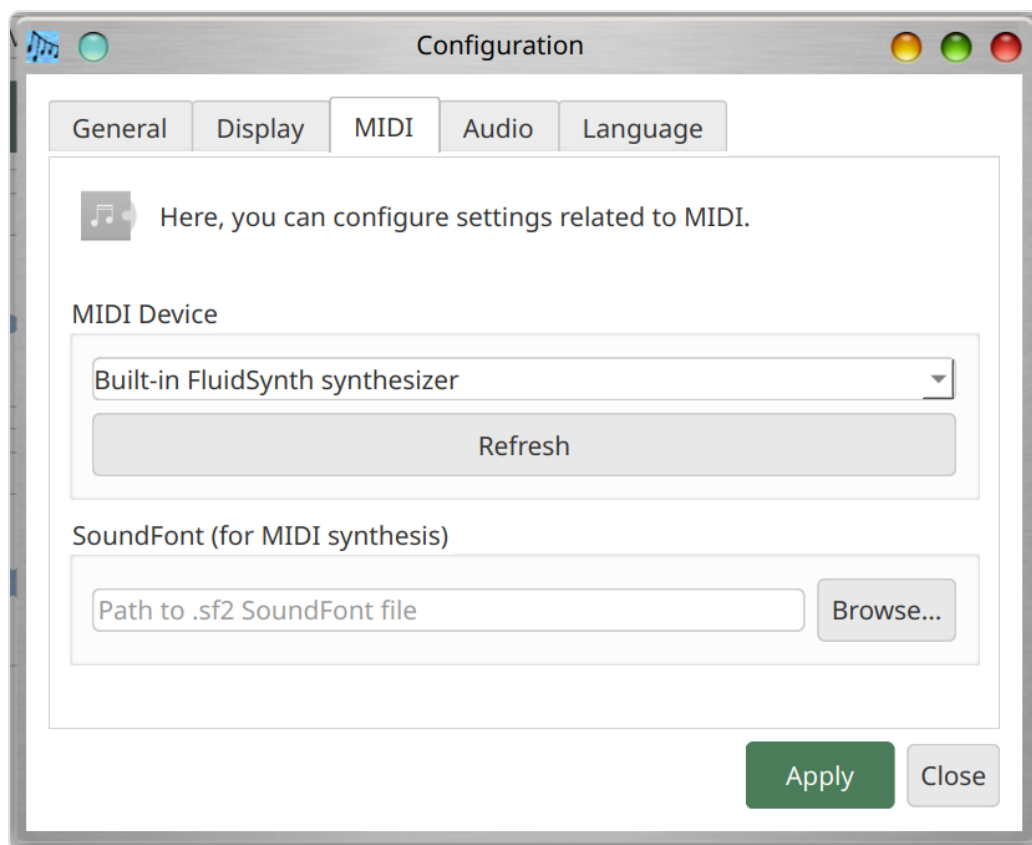 Configuration
General Display MIDI Audio Language
Here, you can configure settings related to MIDI.
MIDI Device
Built-in FluidSynth synthesizer
Refresh
SoundFont (for MIDI synthesis)
Path to .sf2 SoundFont file Browse...
Apply Close